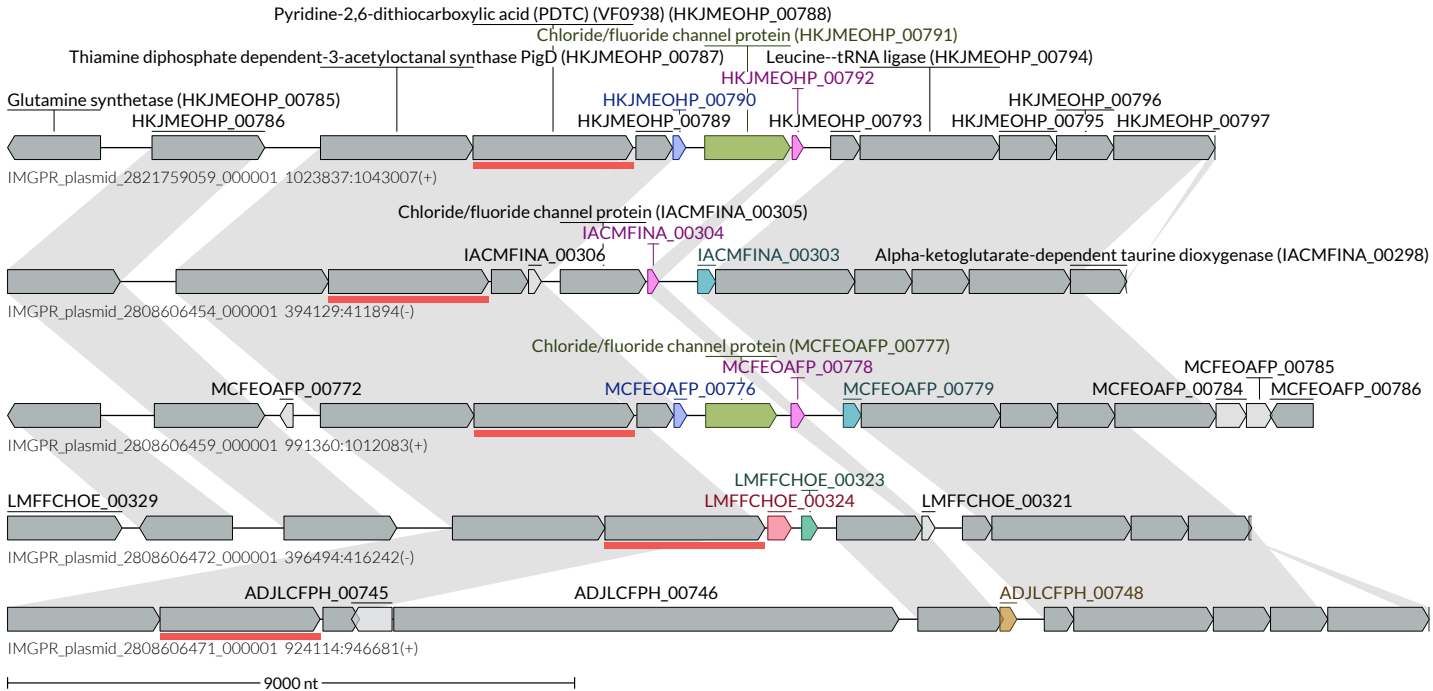 Pyridine-2,6-dithiocarboxylic acid (PDTC) (VF0938) (HKJMEOHP_00788)
Chloride/fluoride channel protein (HKJMEOHP_00791)
Thiamine diphosphate dependent-3-acetyloctanal synthase PigD (HKJMEOHP_00787) Leucine--tRNA ligase (HKJMEOHP_00794)
HKJMEOHP_00792
Glutamine synthetase (HKJMEOHP_00785) HKJMEOHP_00790 HKJMEOHP_00796
HKJMEOHP_00786 HKJMEOHP_00789 HKJMEOHP_00793 HKJMEOHP_00795 HKJMEOHP_00797
IMGPR_plasmid_2821759059_000001 1023837:1043007(+)
Chloride/fluoride channel protein (IACMFINA_00305)
IACMFINA_00304
IACMFINA_00306 IACMFINA_00303 Alpha-ketoglutarate-dependent taurine dioxygenase (IACMFINA_00298)
IMGPR_plasmid_2808606454_000001 394129:411894(-)
Chloride/fluoride channel protein (MCFEOAFP_00777)
MCFEOAFP_00778 MCFEOAFP_00785
MCFEOAFP_00772 MCFEOAFP_00776 MCFEOAFP_00779 MCFEOAFP_00784 MCFEOAFP_00786
IMGPR_plasmid_2808606459_000001 991360:1012083(+)
LMFFCHOE_00323
LMFFCHOE_00329 LMFFCHOE_00324 LMFFCHOE_00321
IMGPR_plasmid_2808606472_000001 396494:416242(-)
ADJLCFPH_00745 ADJLCFPH_00746 ADJLCFPH_00748
IMGPR_plasmid_2808606471_000001 924114:946681(+)
9000 nt